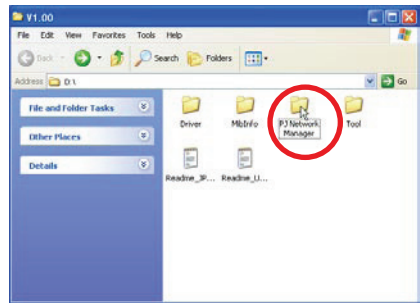 V1.00
File Edit View Favorites Tools Help
Back Search Folders
Address D:\ Go
File and Folder Tasks
Other Places
Details
Driver MibInfo PJ Network Manager Tool
Readme_JP... Readme_U...